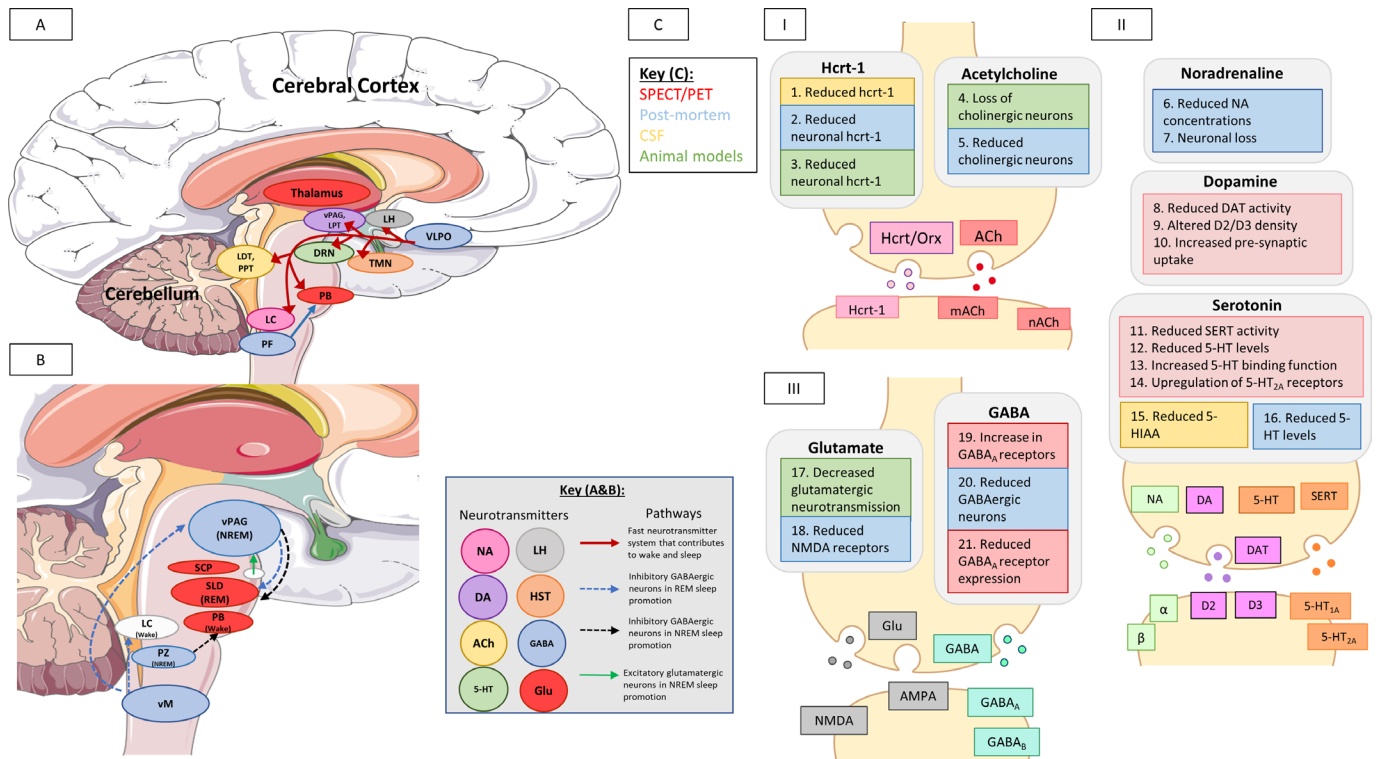 A
Cerebral Cortex
Thalamus
vPAG,
LPT
LH
VLPO
LDT,
PPT
DRN
TMN
Cerebellum
PB
LC
PF
B
vPAG
(NREM)
SCP
SLD
(REM)
LC
(Wake)
PB
(Wake)
PZ
(NREM)
vM
Key (A&B):
Neurotransmitters
Pathways
NA
LH
Fast neurotransmitter
system that contributes
to wake and sleep
DA
HST
Inhibitory GABAergic
neurons in REM sleep
promotion
ACh
GABA
Inhibitory GABAergic
neurons in NREM sleep
promotion
5-HT
Glu
Excitatory glutamatergic
neurons in NREM sleep
promotion
C
Key (C):
SPECT/PET
Post-mortem
CSF
Animal models
I
Hcrt-1
1. Reduced hcrt-1
2. Reduced
neuronal hcrt-1
3. Reduced
neuronal hcrt-1
Acetylcholine
4. Loss of
cholinergic neurons
5. Reduced
cholinergic neurons
Hcrt/Orx
ACh
Hcrt-1
mACh
nACh
II
Noradrenaline
6. Reduced NA
concentrations
7. Neuronal loss
Dopamine
8. Reduced DAT activity
9. Altered D2/D3 density
10. Increased pre-synaptic
uptake
Serotonin
11. Reduced SERT activity
12. Reduced 5-HT levels
13. Increased 5-HT binding function
14. Upregulation of 5-HT2A receptors
15. Reduced 5-
HIAA
16. Reduced 5-
HT levels
NA
DA
5-HT
SERT
DAT
α
β
D2
D3
5-HT1A
5-HT2A
III
Glutamate
17. Decreased
glutamatergic
neurotransmission
18. Reduced
NMDA receptors
GABA
19. Increase in
GABAA receptors
20. Reduced
GABAergic
neurons
21. Reduced
GABAA receptor
expression
Glu
GABA
AMPA
NMDA
GABAA
GABAB